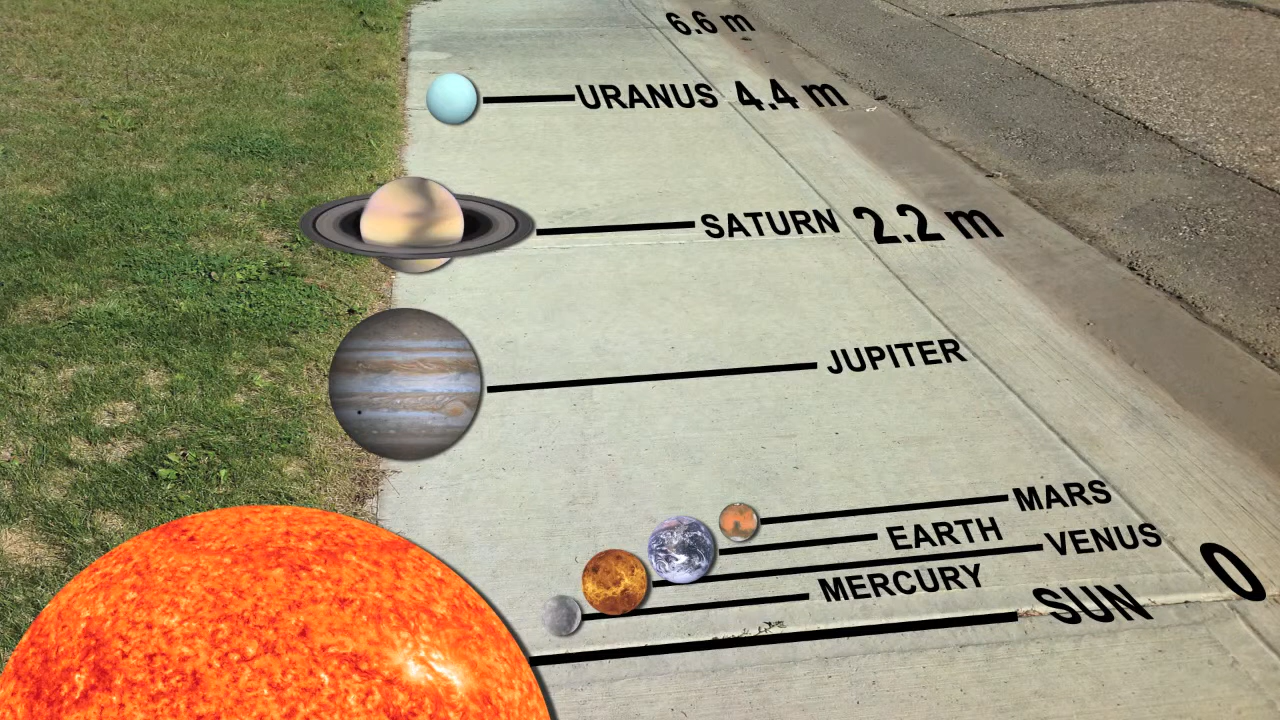 6.6 m
URANUS 4.4 m
SATURN 2.2 m
JUPITER
MARS
EARTH
VENUS
MERCURY
SUN
0